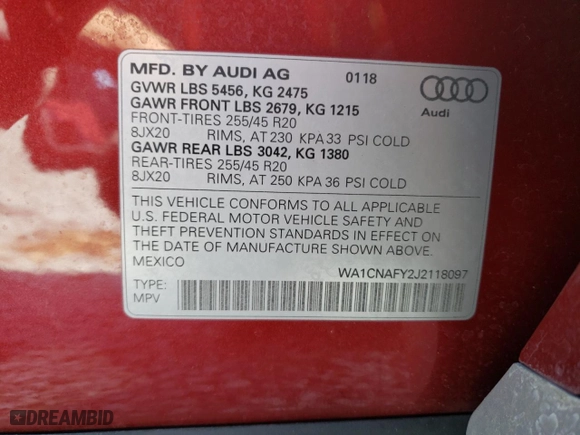 MFD. BY AUDI AG 0118
GVWR LBS 5456, KG 2475
GAWR FRONT LBS 2679, KG 1215
FRONT-TIRES 255/45 R20
8JX20 RIMS, AT 230 KPA 33 PSI COLD
GAWR REAR LBS 3042, KG 1380
REAR-TIRES 255/45 R20
8JX20 RIMS, AT 250 KPA 36 PSI COLD
Audi
THIS VEHICLE CONFORMS TO ALL APPLICABLE
U.S. FEDERAL MOTOR VEHICLE SAFETY AND
THEFT PREVENTION STANDARDS IN EFFECT ON
THE DATE OF MANUFACTURE SHOWN ABOVE.
MEXICO WA1CNAFY2J2118097
TYPE:
MPV
DREAMBID